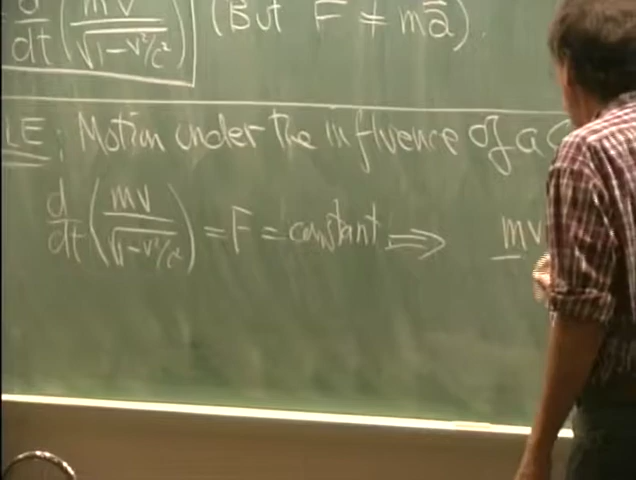 d/dt (mv/√1-v²/c²) (But F ≠ mā).
LE; Motion under the influence of a
d/dt (mv/√1-v²/c²) = F = constant ⟹ mv